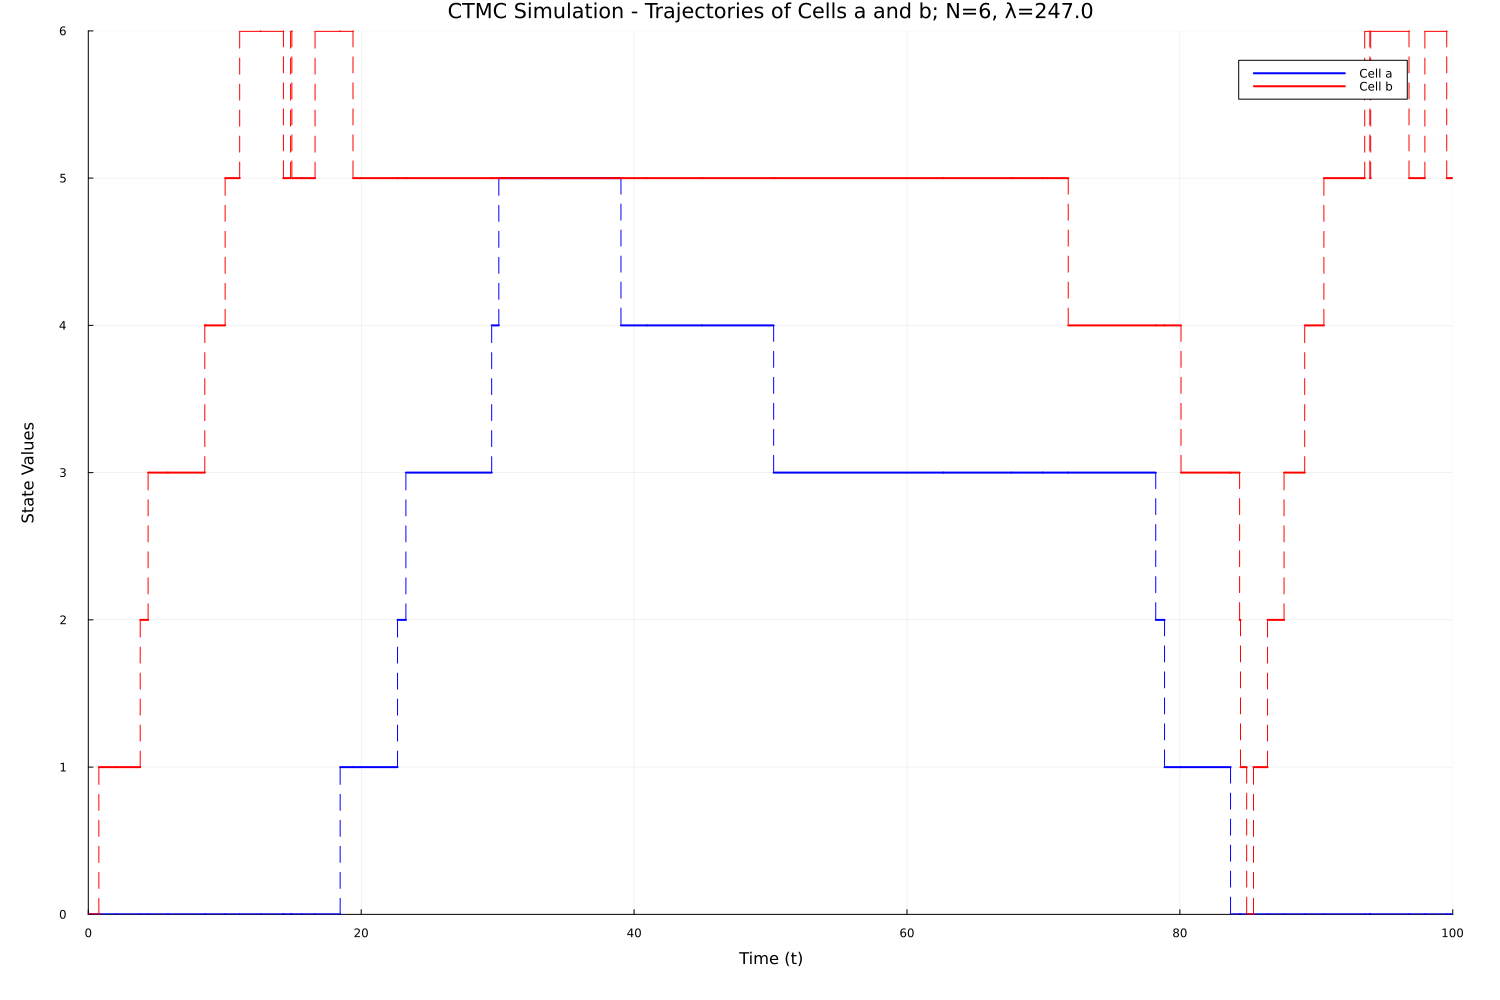 CTMC Simulation - Trajectories of Cells a and b; N=6, λ=247.0
6
Cell a
Cell b
5
4
3
State Values
2
1
0
0 20 40 60 80 100
Time (t)